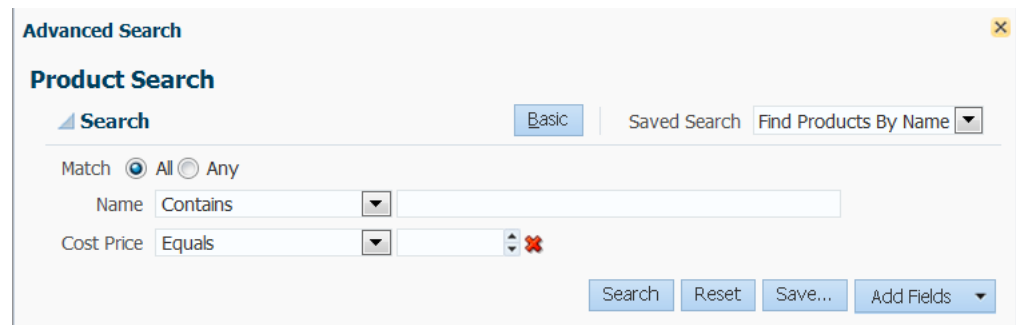 Advanced Search
Product Search
Search Basic Saved Search Find Products By Name
Match All Any
Name Contains
Cost Price Equals
Search Reset Save... Add Fields